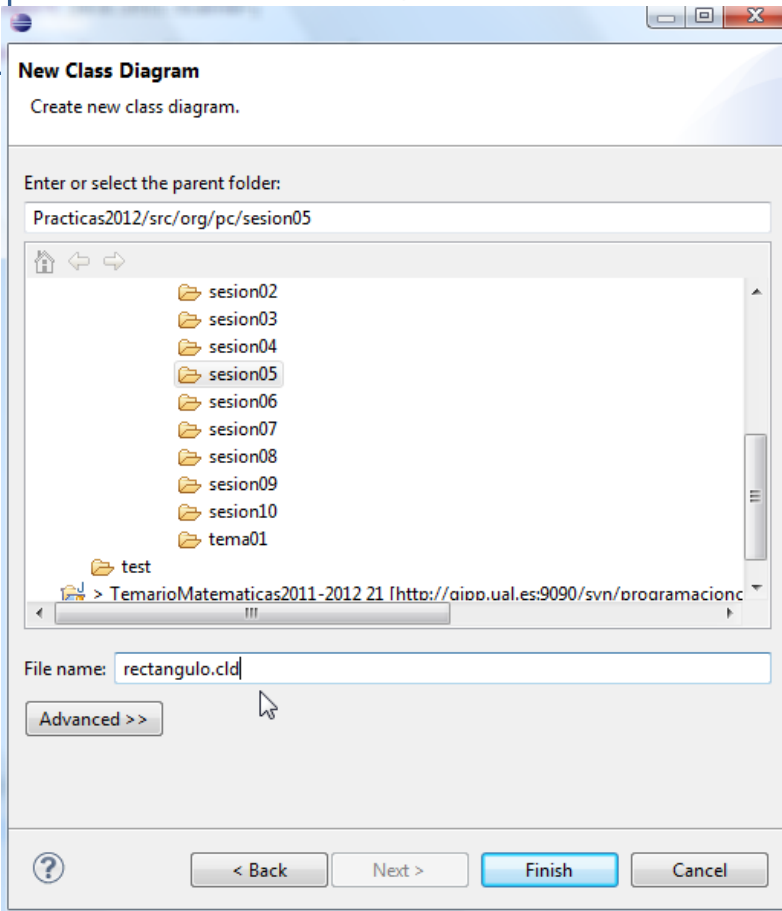 New Class Diagram
Create new class diagram.
Enter or select the parent folder:
Practicas2012/src/org/pc/sesion05
sesion02
sesion03
sesion04
sesion05
sesion06
sesion07
sesion08
sesion09
sesion10
tema01
test
> TemarioMatematicas2011-2012 21 [http://gipp.ual.es:9090/svn/programacionc
File name: rectangulo.cld
Advanced >>
< Back Next > Finish Cancel